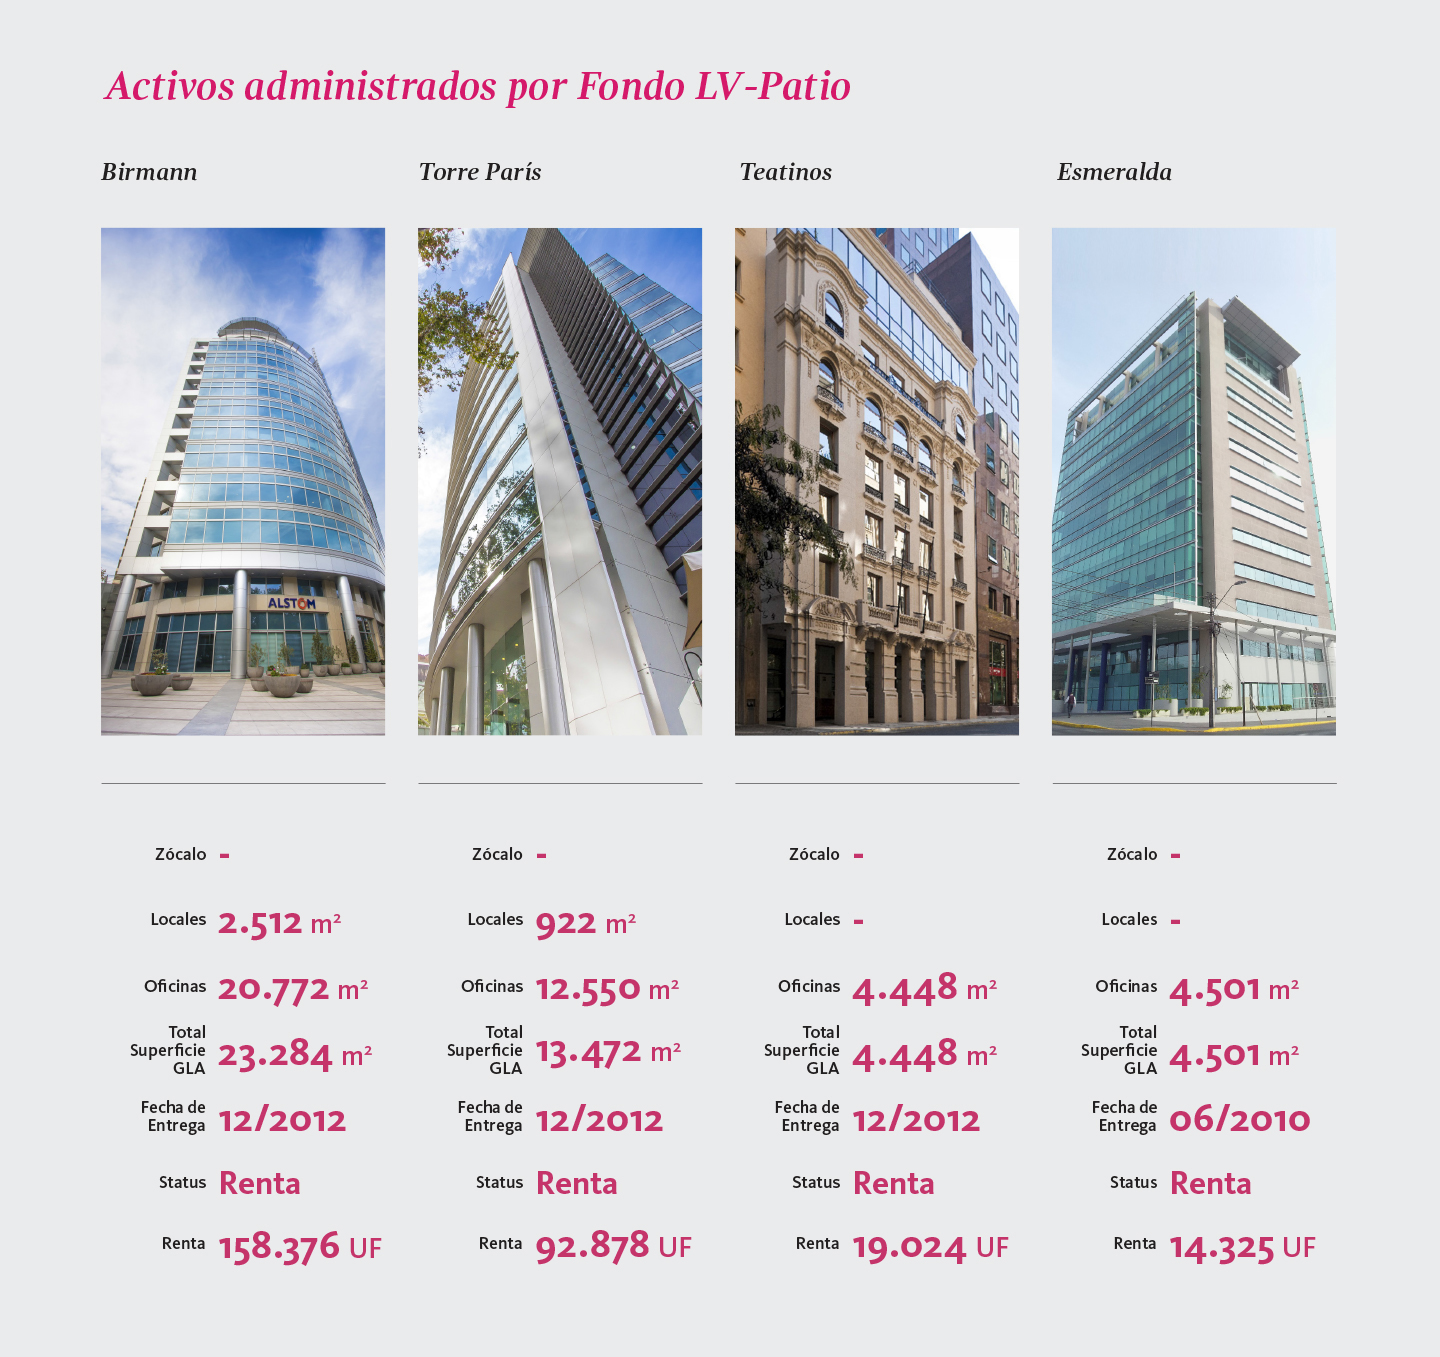 Activos administrados por Fondo LV-Patio
Birmann
Torre París
Teatinos
Esmeralda
ALSTOM
Zócalo -
Locales 2.512 m²
Oficinas 20.772 m²
Total
Superficie
GLA
23.284 m²
Fecha de
Entrega
12/2012
Status Renta
Renta 158.376 UF
Zócalo -
Locales 922 m²
Oficinas 12.550 m²
Total
Superficie
GLA
13.472 m²
Fecha de
Entrega
12/2012
Status Renta
Renta 92.878 UF
Zócalo -
Locales -
Oficinas 4.448 m²
Total
Superficie
GLA
4.448 m²
Fecha de
Entrega
12/2012
Status Renta
Renta 19.024 UF
Zócalo -
Locales -
Oficinas 4.501 m²
Total
Superficie
GLA
4.501 m²
Fecha de
Entrega
06/2010
Status Renta
Renta 14.325 UF